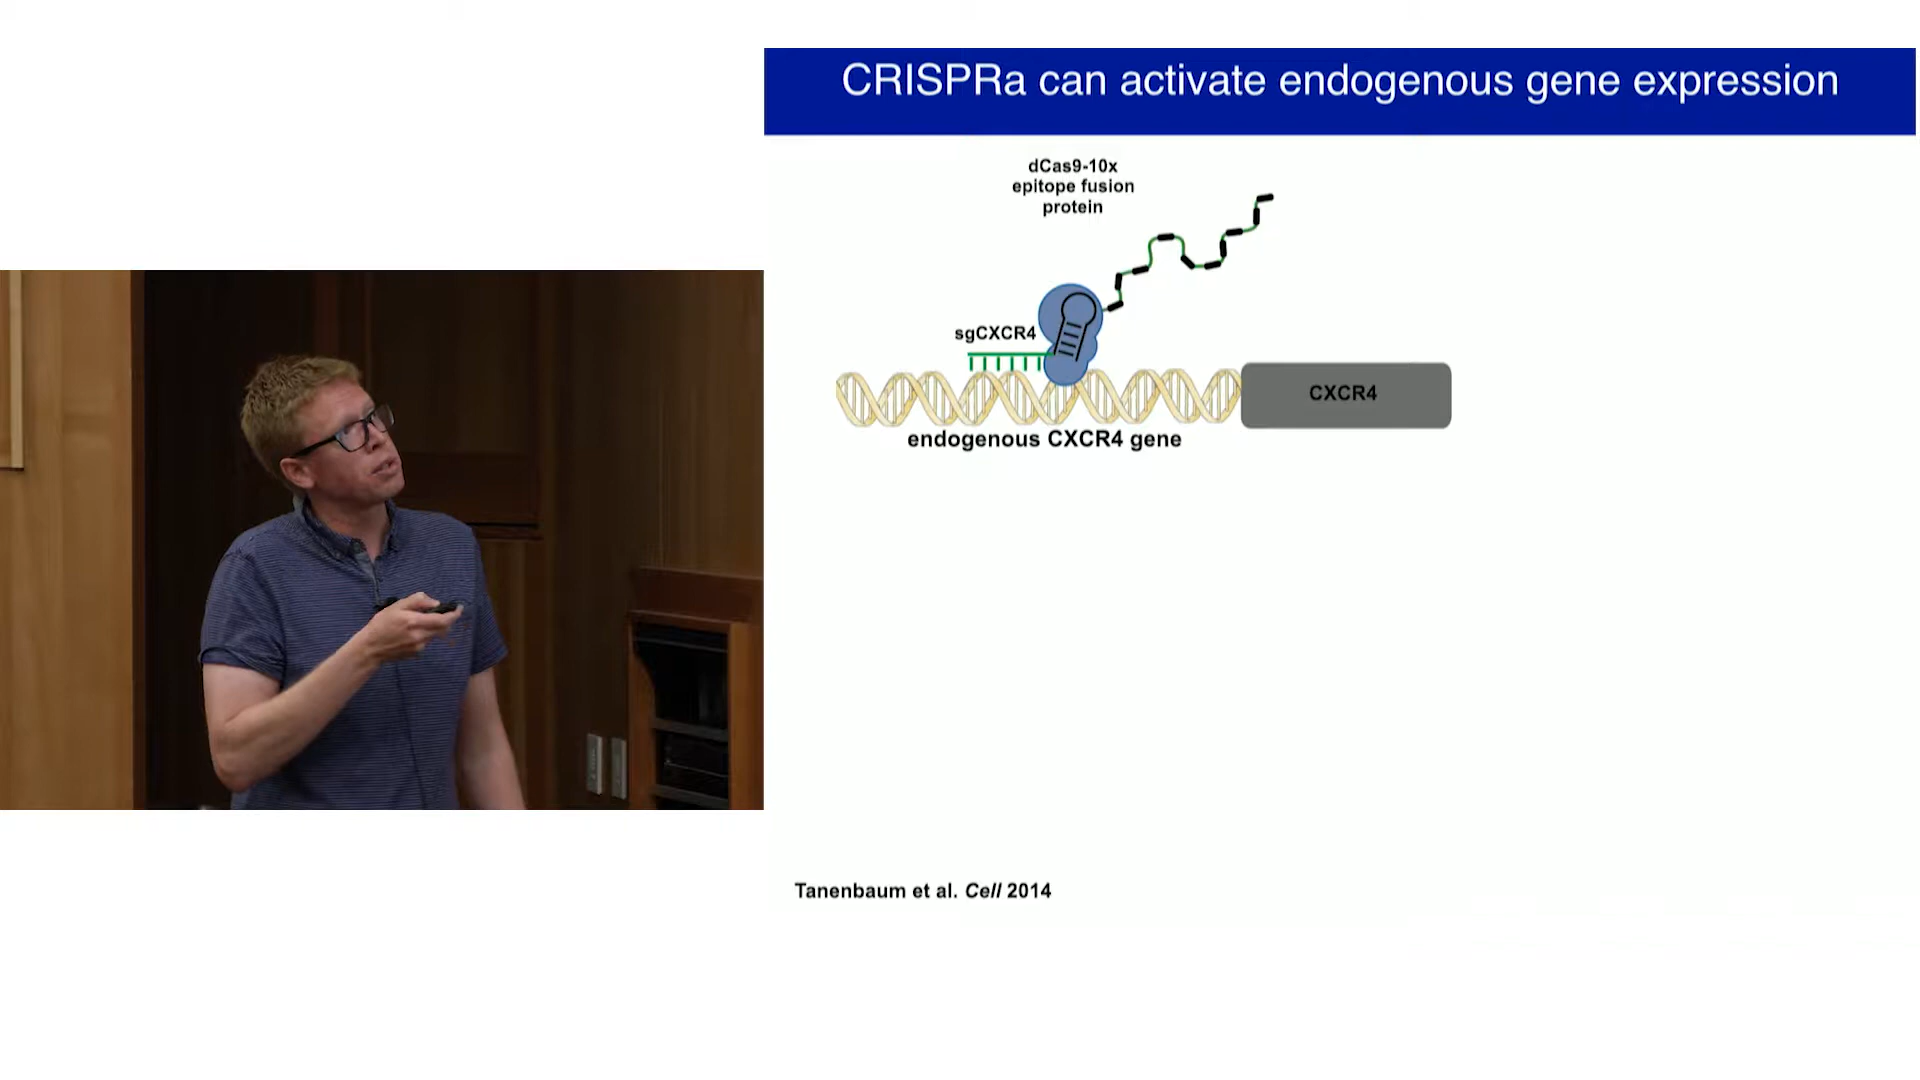 CRISPRa can activate endogenous gene expression
dCas9-10x
epitope fusion
protein
sgCXCR4
CXCR4
endogenous CXCR4 gene
Tanenbaum et al. Cell 2014